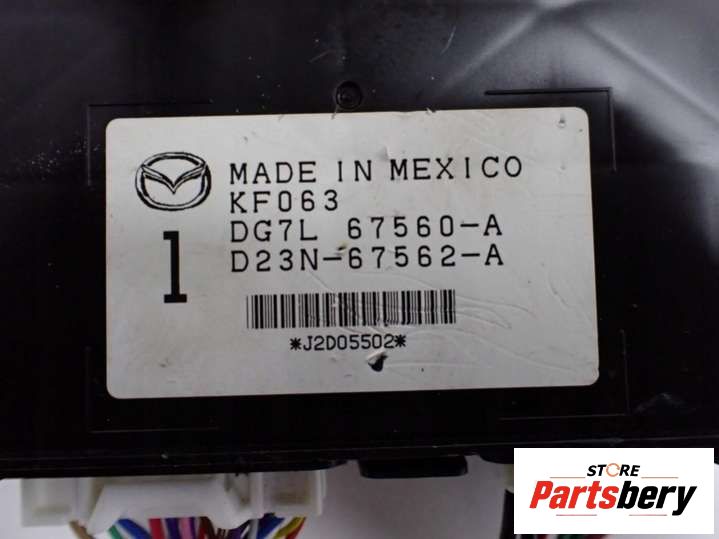 MADE IN MEXICO
KF063
DG7L 67560-A
1
D23N-67562-A
*J2D05502*
STORE
Partsbery